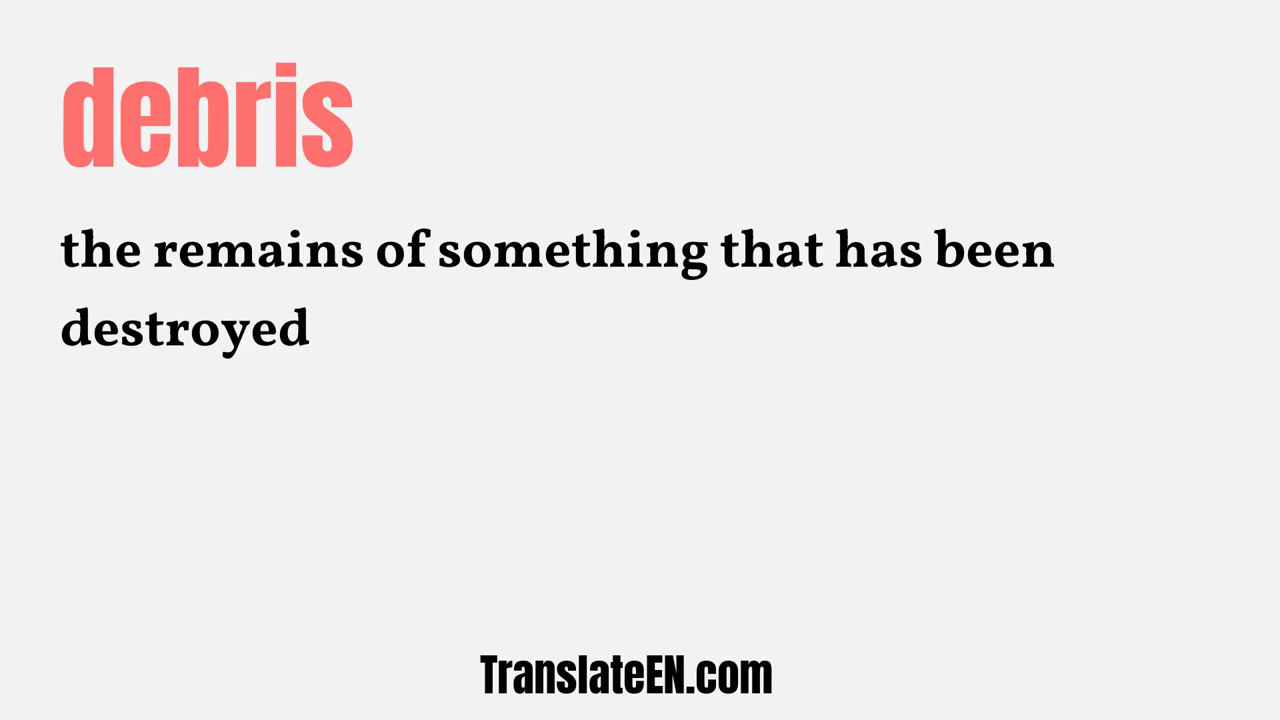 debris
the remains of something that has been
destroyed
TranslateEN.com